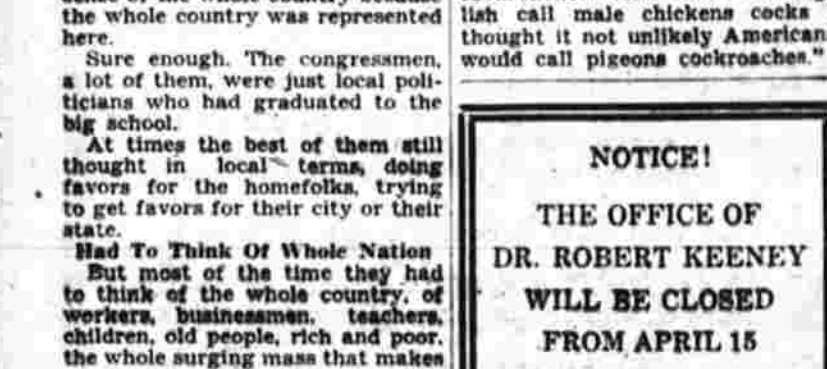 the whole country was represented
here.
Sure enough. The congressmen,
a lot of them, were just local poli-
ticians who had graduated to the
big school.
At times the best of them still
thought in local terms, doing
favors for the homefolks, trying
to get favors for their city or their
state.
Had To Think Of Whole Nation
But most of the time they had
to think of the whole country, of
workers, businessmen, teachers,
children, old people, rich and poor,
the whole surging mass that makes
lish call male chickens cocks
thought it not unlikely American
would call pigeons cockroaches."
NOTICE!
THE OFFICE OF
DR. ROBERT KEENEY
WILL BE CLOSED
FROM APRIL 15